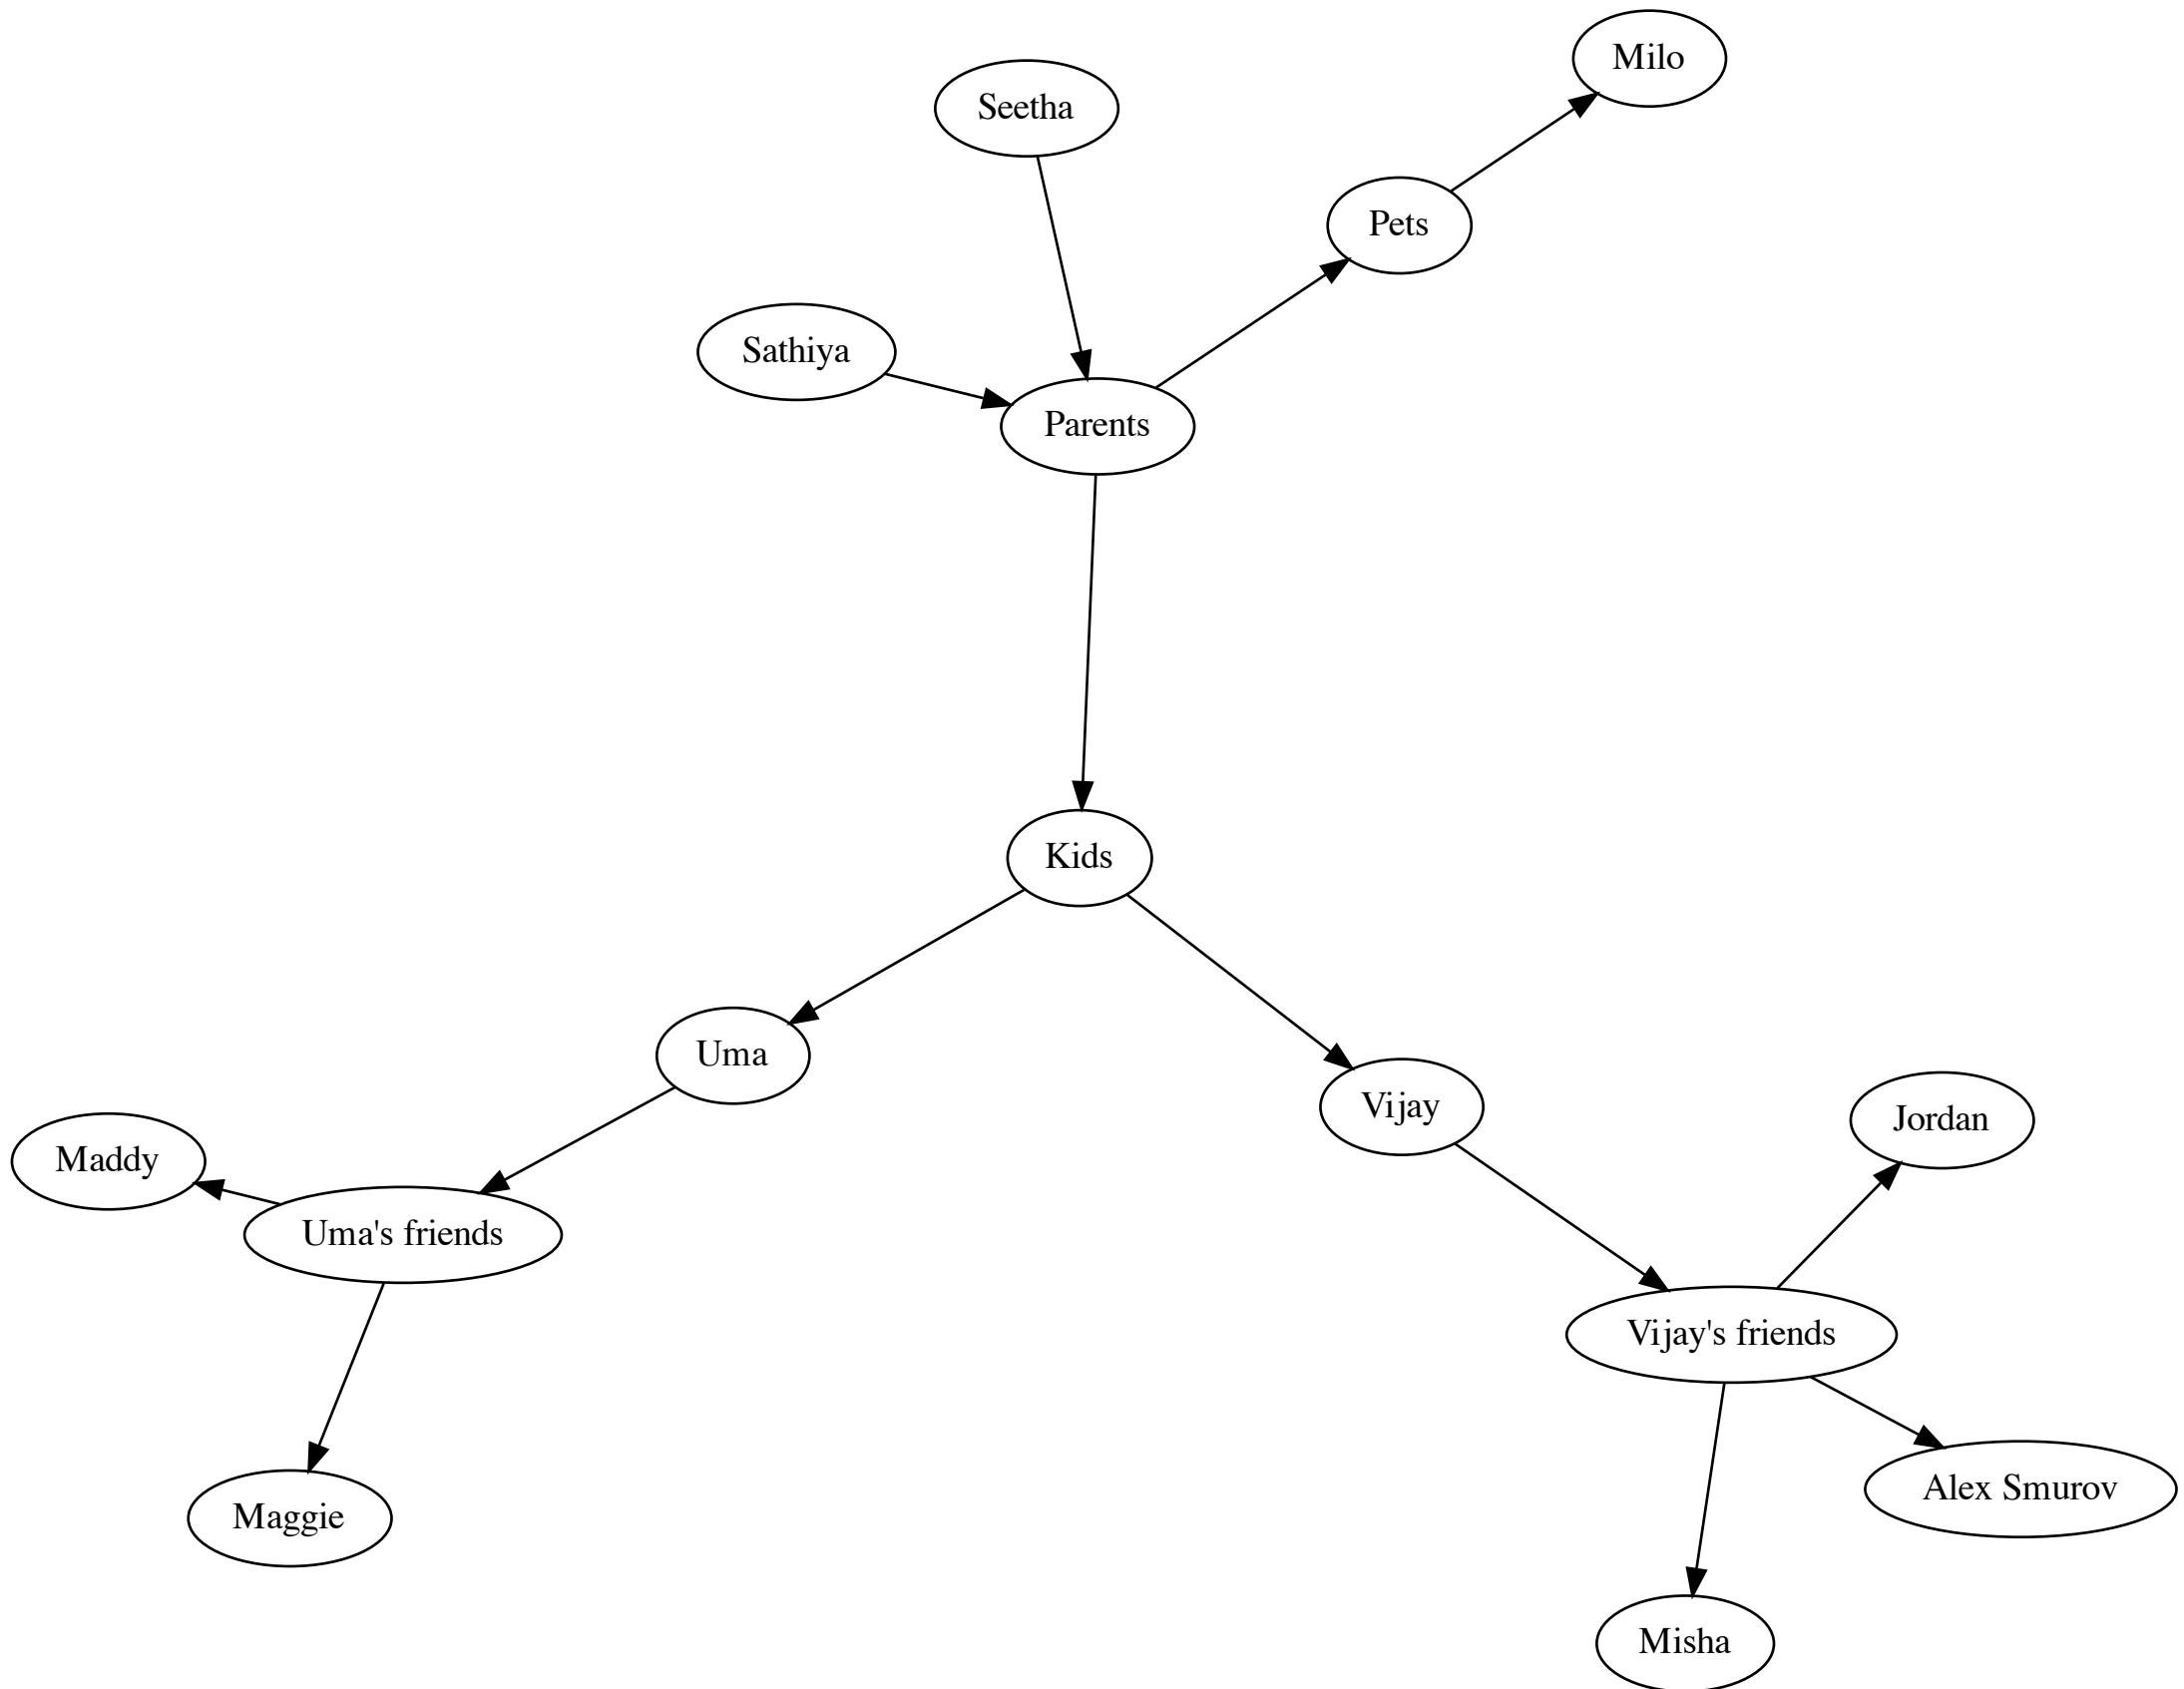 Milo
Seetha
Pets
Sathiya
Parents
Kids
Uma
Vijay
Jordan
Maddy
Uma's friends
Vijay's friends
Alex Smurov
Maggie
Misha